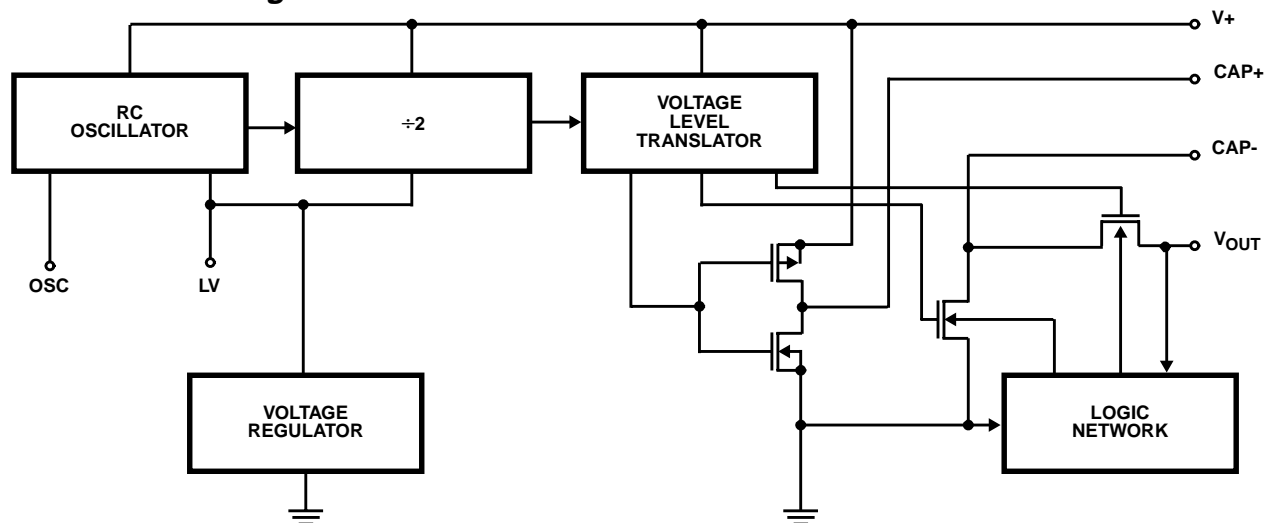 V+
CAP+
RC
OSCILLATOR
÷2
VOLTAGE
LEVEL
TRANSLATOR
CAP-
VOUT
OSC
LV
VOLTAGE
REGULATOR
LOGIC
NETWORK